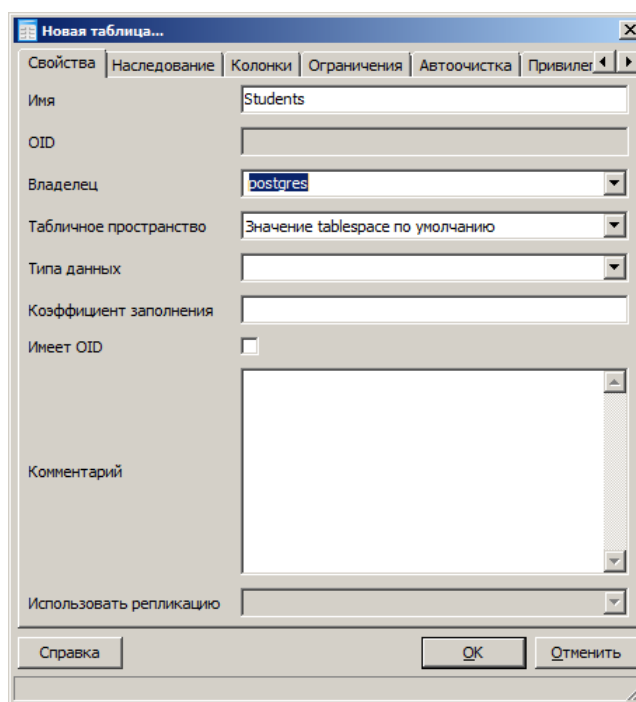 Новая таблица...
Свойства Наследование Колонки Ограничения Автоочистка Привилег
Имя Students
OID
Владелец postgres
Табличное пространство Значение tablespace по умолчанию
Типа данных
Коэффициент заполнения
Имеет OID
Комментарий
Использовать репликацию
Справка OK Отменить